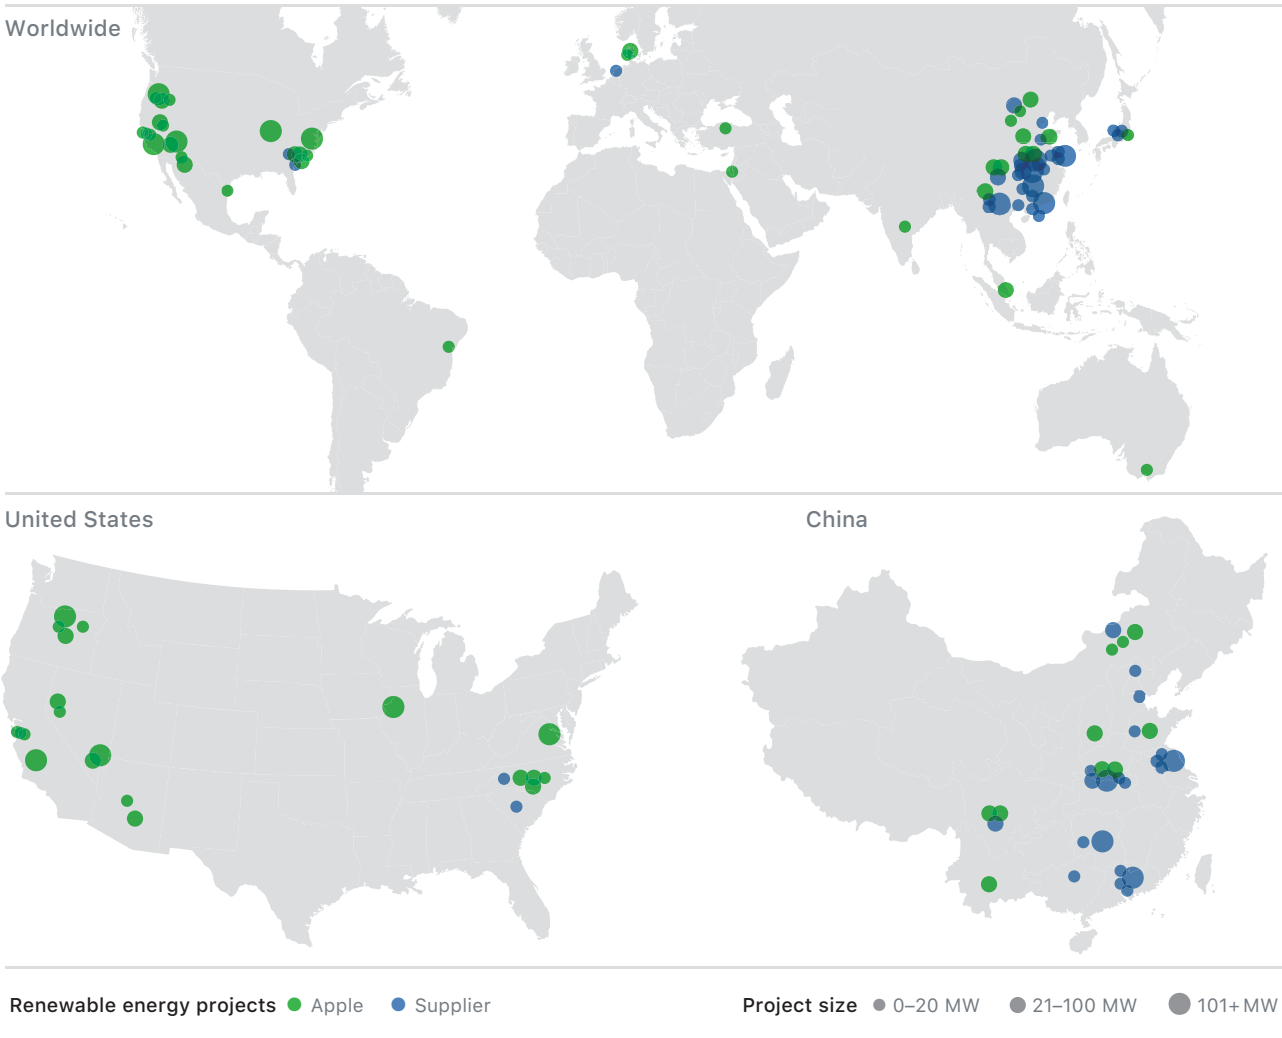 Worldwide
United States
China
Renewable energy projects Apple Supplier
Project size 0–20 MW 21–100 MW 101+ MW